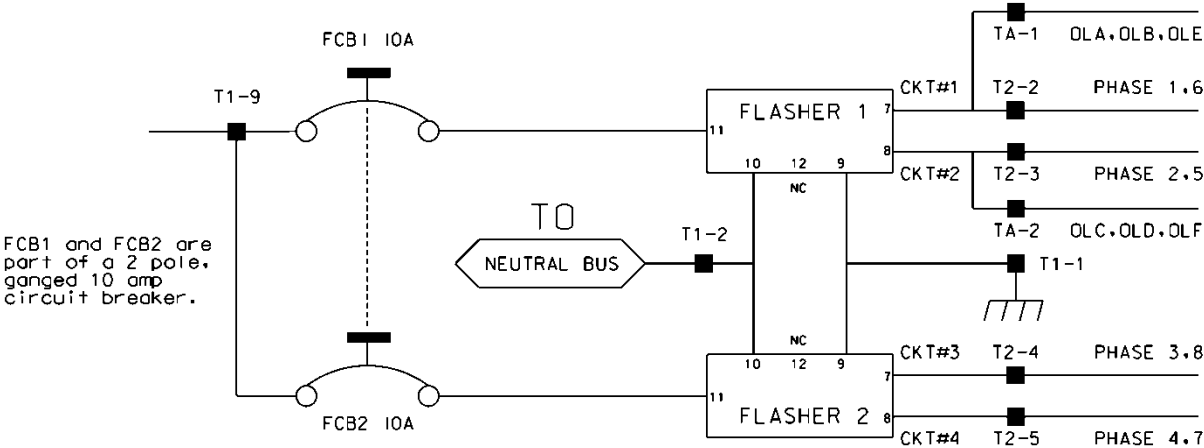 TA-1 OLA,OLB,OLE
FCB1 10A
CKT#1 T2-2 PHASE 1,6
T1-9
FLASHER 1
7
11
8
10 12 9
NC
CKT#2 T2-3 PHASE 2,5
TA-2 OLC,OLD,OLF
TO
NEUTRAL BUS
T1-2
T1-1
FCB1 and FCB2 are
part of a 2 pole,
ganged 10 amp
circuit breaker.
NC
10 12 9
CKT#3 T2-4 PHASE 3,8
7
11
FLASHER 2
8
FCB2 10A
CKT#4 T2-5 PHASE 4,7